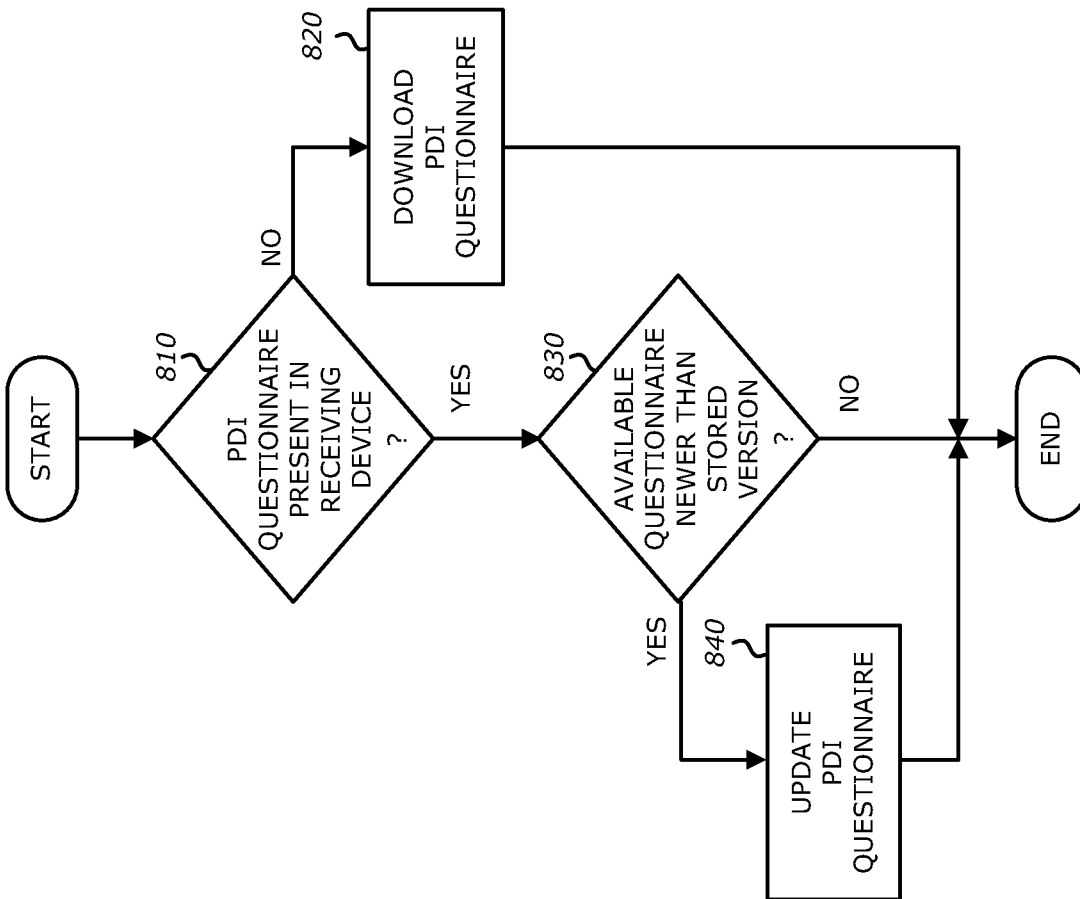 START
810
PDI
QUESTIONNAIRE
PRESENT IN
RECEIVING
DEVICE
?
NO
820
DOWNLOAD
PDI
QUESTIONNAIRE
YES
830
AVAILABLE
QUESTIONNAIRE
NEWER THAN
STORED
VERSION
?
YES
840
UPDATE
PDI
QUESTIONNAIRE
NO
END